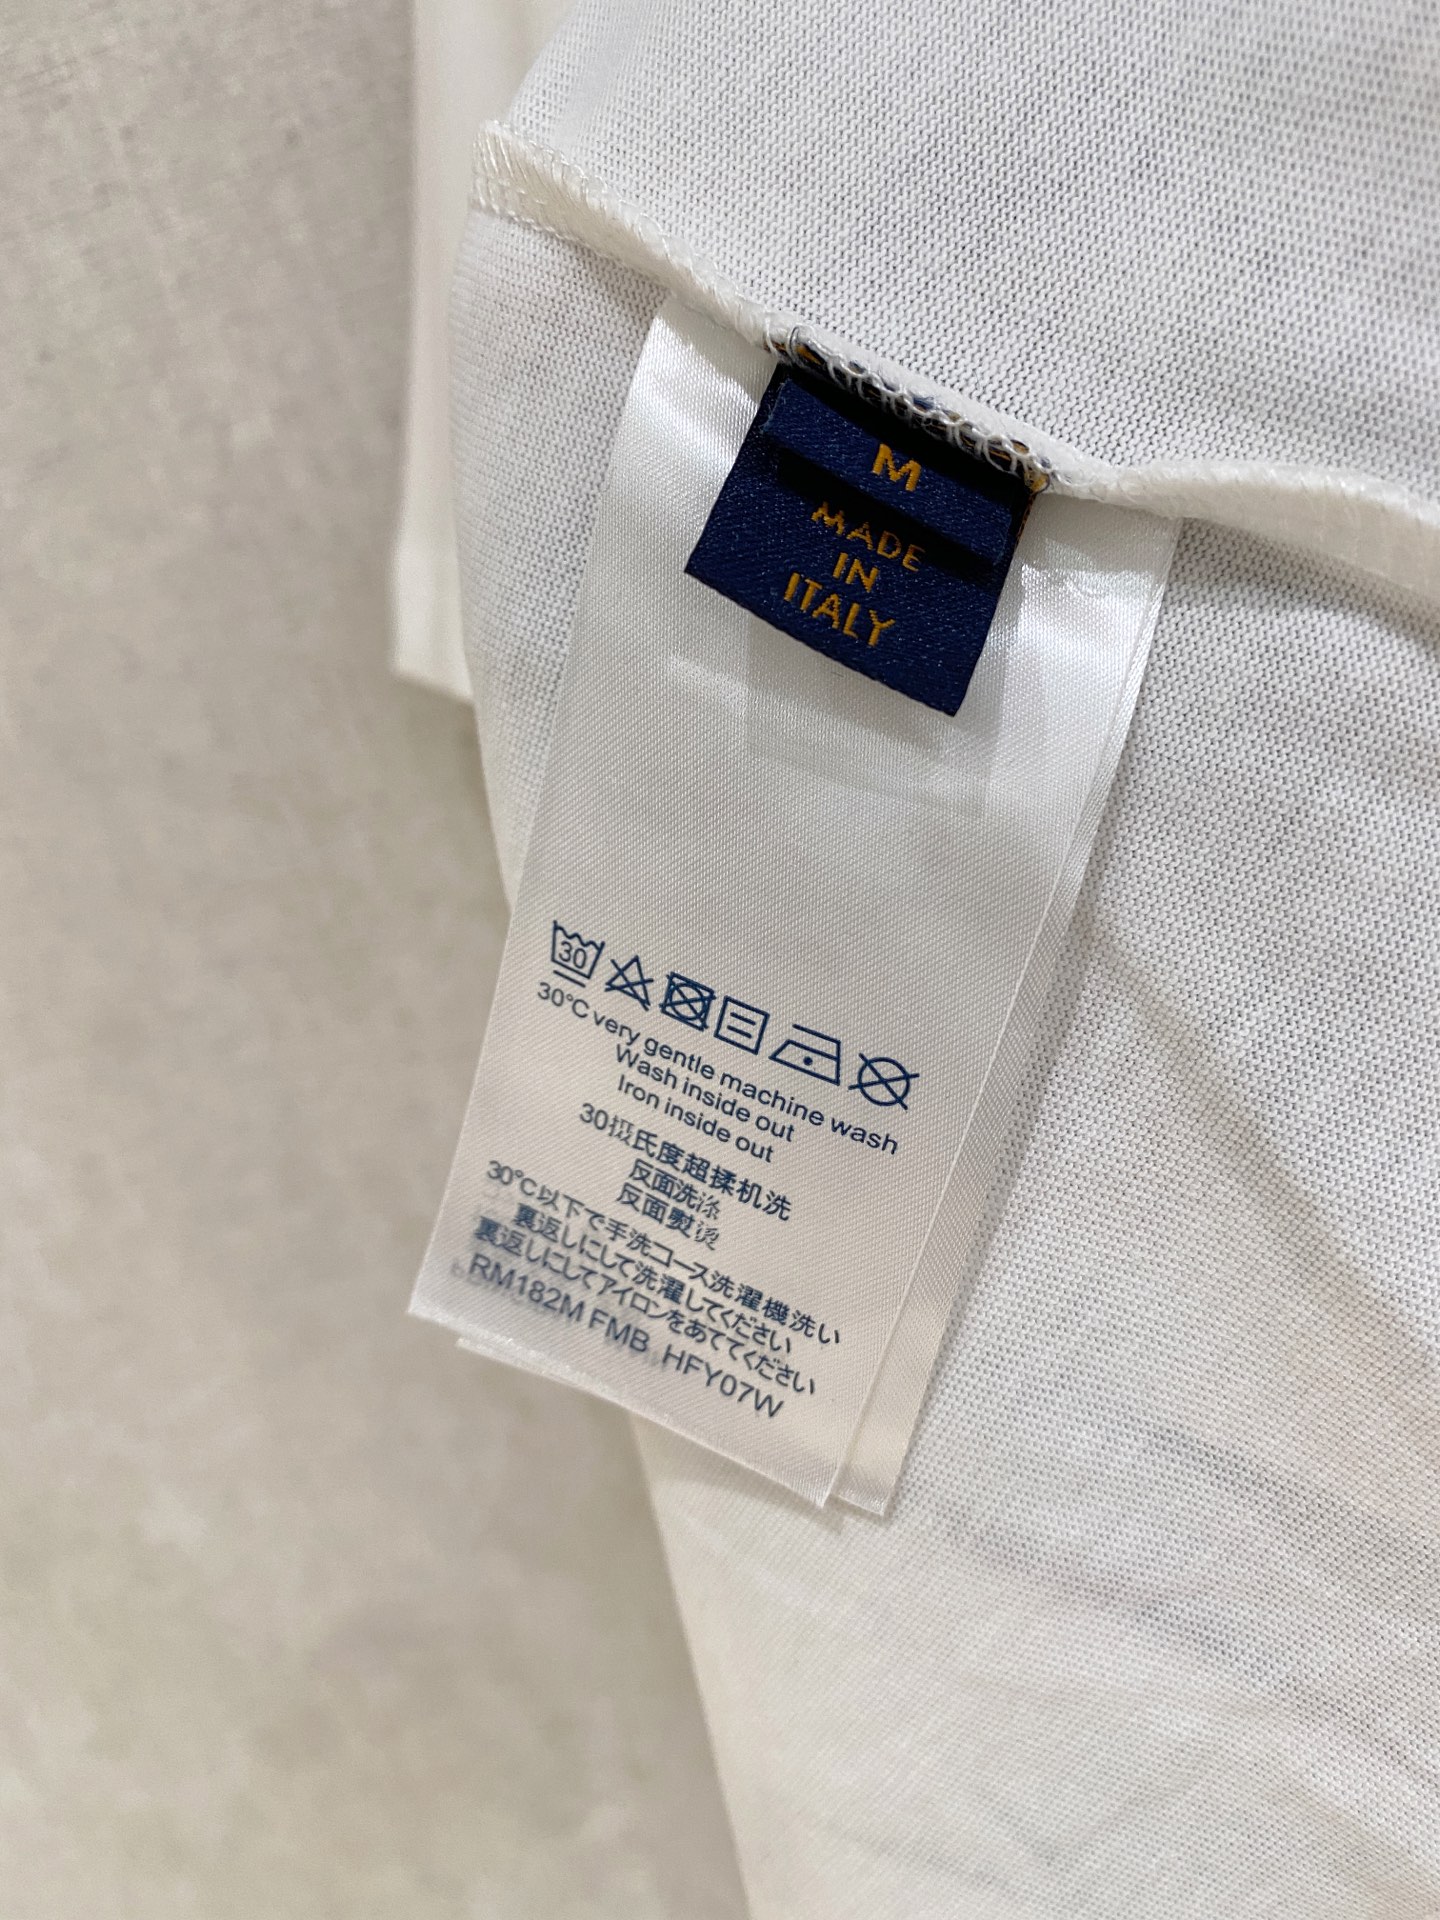 M
MADE
IN
ITALY
30
30°C very gentle machine wash
Wash inside out
Iron inside out
30摄氏度超揉机洗
反面洗涤
反面熨烫
30℃以下で手洗コース洗濯機洗い
裏返しにして洗濯してください
裏返しにしてアイロンをあててください
RM182M FMB HFY07W